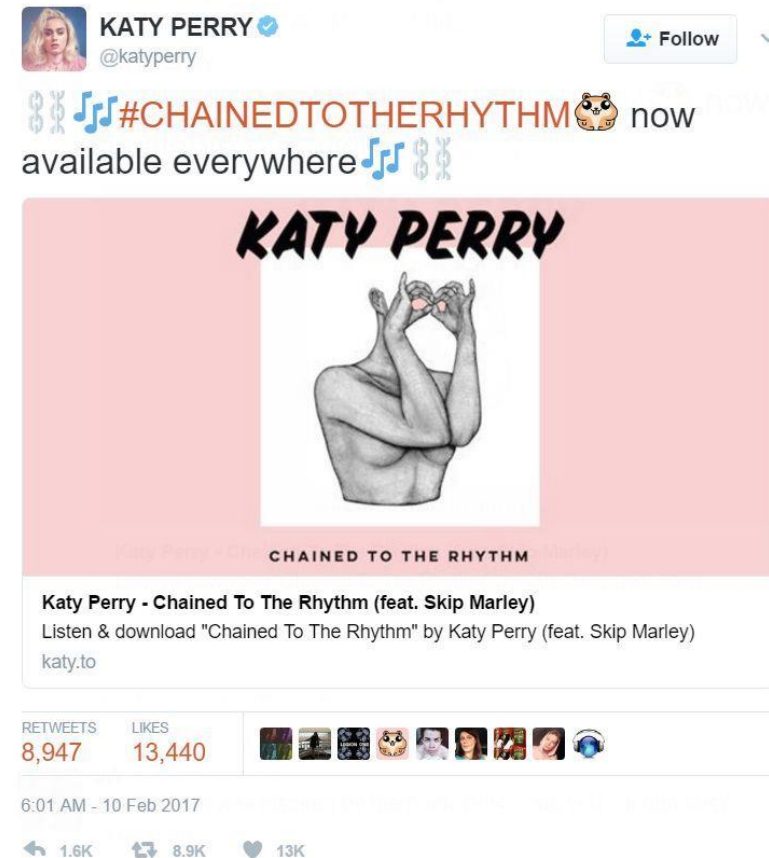 KATY PERRY
@katyperry
Follow
#CHAINEDTOTHERHYTHM now
available everywhere
KATY PERRY
CHAINED TO THE RHYTHM
Katy Perry - Chained To The Rhythm (feat. Skip Marley)
Listen & download "Chained To The Rhythm" by Katy Perry (feat. Skip Marley)
katy.to
RETWEETS LIKES
8,947 13,440
6:01 AM - 10 Feb 2017
1.6K 8.9K 13K